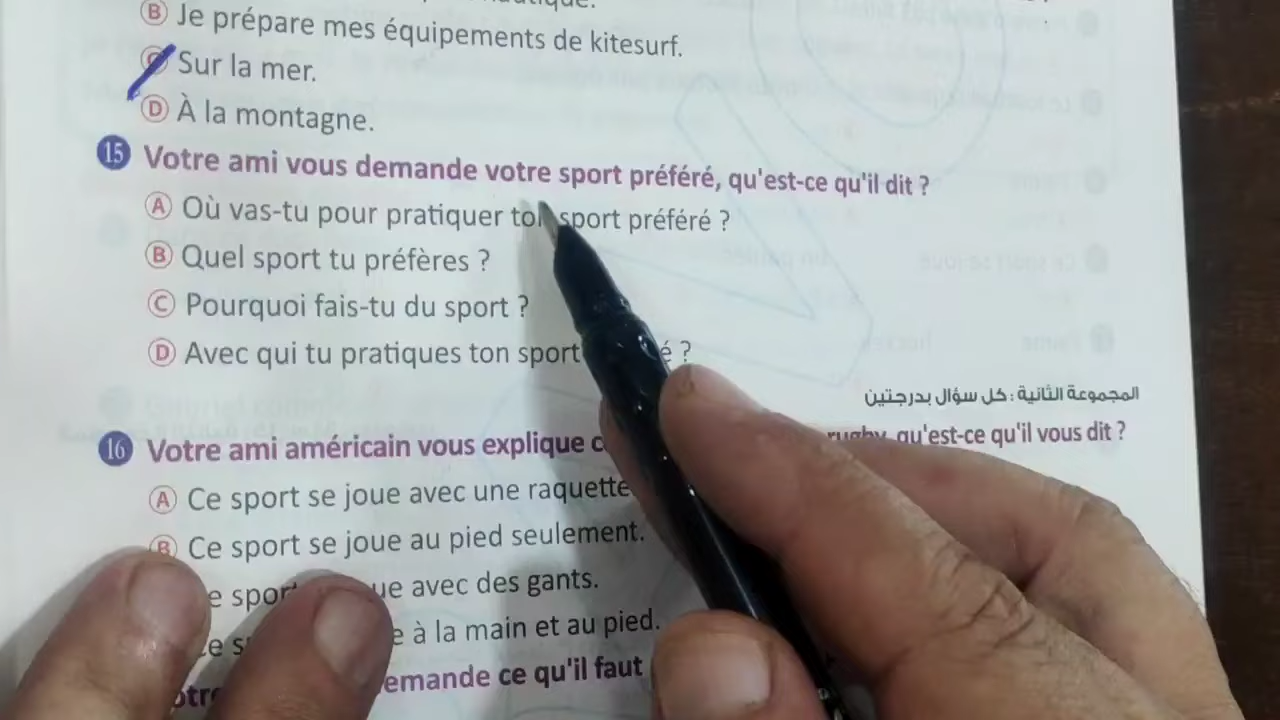 B Je prépare mes équipements de kitesurf.
C Sur la mer.
D À la montagne.
15 Votre ami vous demande votre sport préféré, qu'est-ce qu'il dit ?
A Où vas-tu pour pratiquer ton sport préféré ?
B Quel sport tu préfères ?
C Pourquoi fais-tu du sport ?
D Avec qui tu pratiques ton sport ?
المجموعة الثانية : كل سؤال بدرجتين
16 Votre ami américain vous explique rugby, qu'est-ce qu'il vous dit ?
A Ce sport se joue avec une raquette
B Ce sport se joue au pied seulement.
avec des gants.
à la main et au pied.
ce qu'il faut